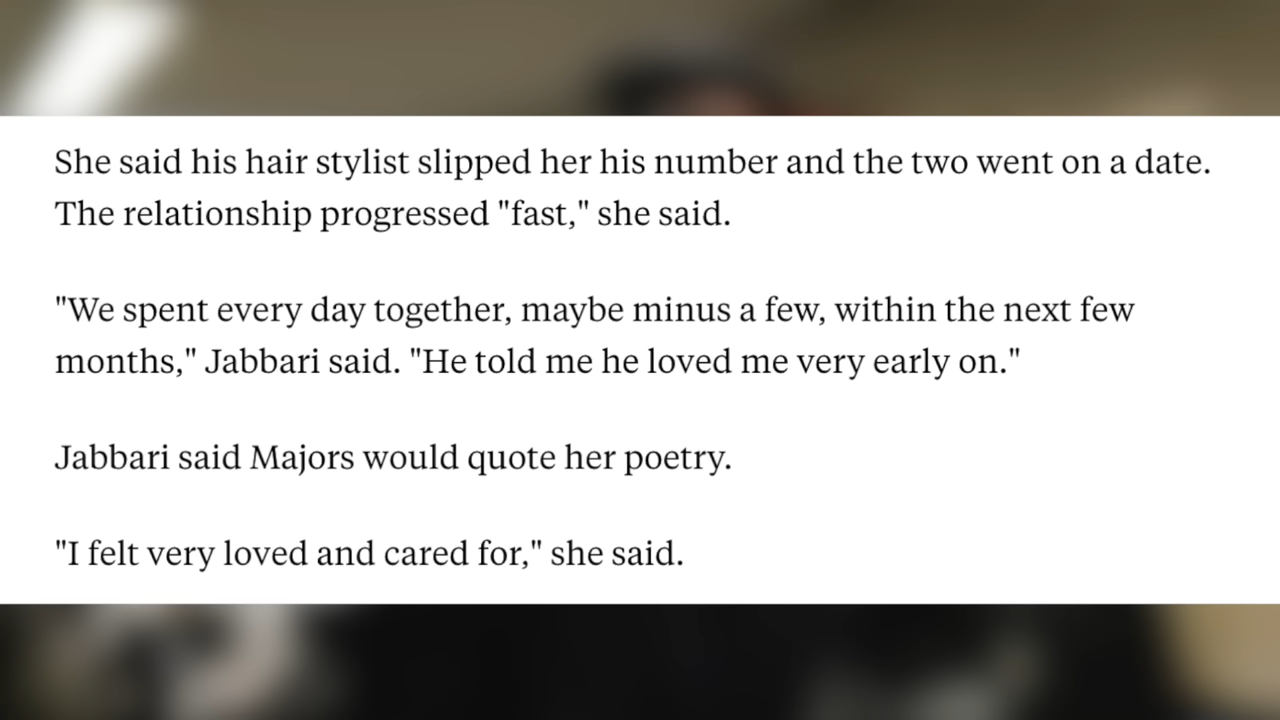 She said his hair stylist slipped her his number and the two went on a date.
The relationship progressed "fast," she said.
"We spent every day together, maybe minus a few, within the next few
months," Jabbari said. "He told me he loved me very early on."
Jabbari said Majors would quote her poetry.
"I felt very loved and cared for," she said.